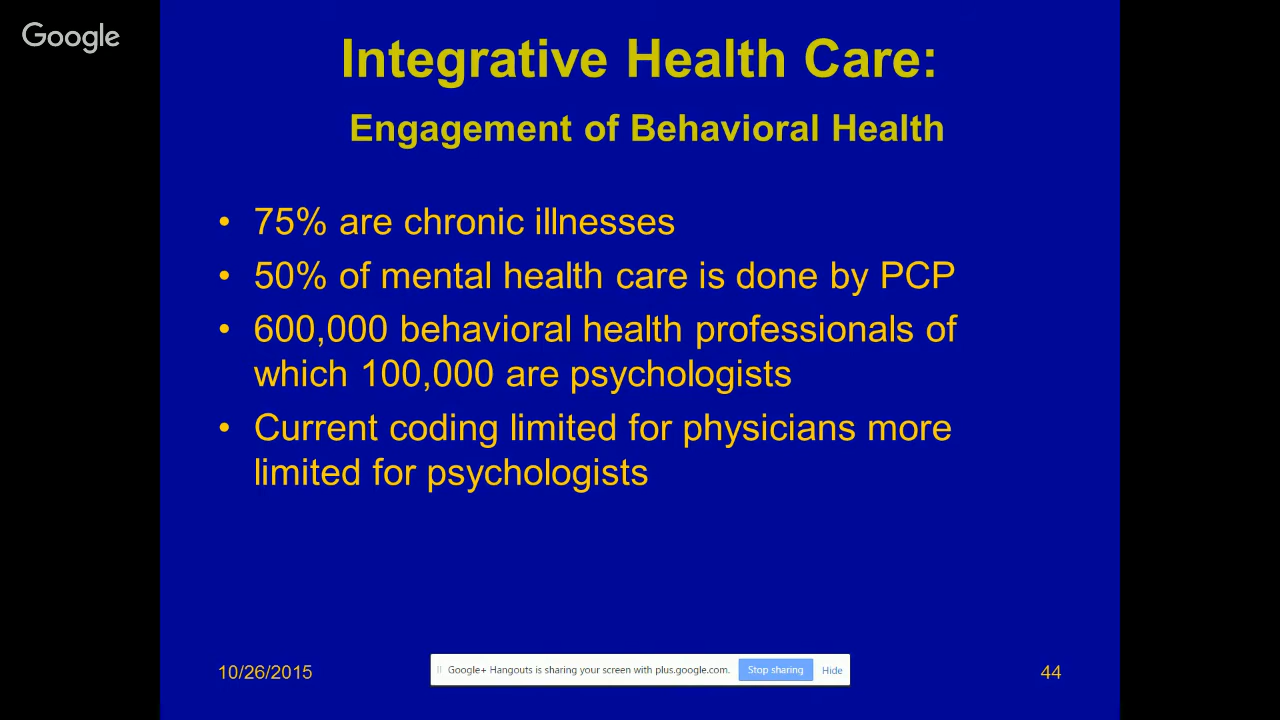 Google
Integrative Health Care:
Engagement of Behavioral Health
• 75% are chronic illnesses
• 50% of mental health care is done by PCP
• 600,000 behavioral health professionals of
which 100,000 are psychologists
• Current coding limited for physicians more
limited for psychologists
10/26/2015
Google+ Hangouts is sharing your screen with plus.google.com. Stop sharing Hide
44